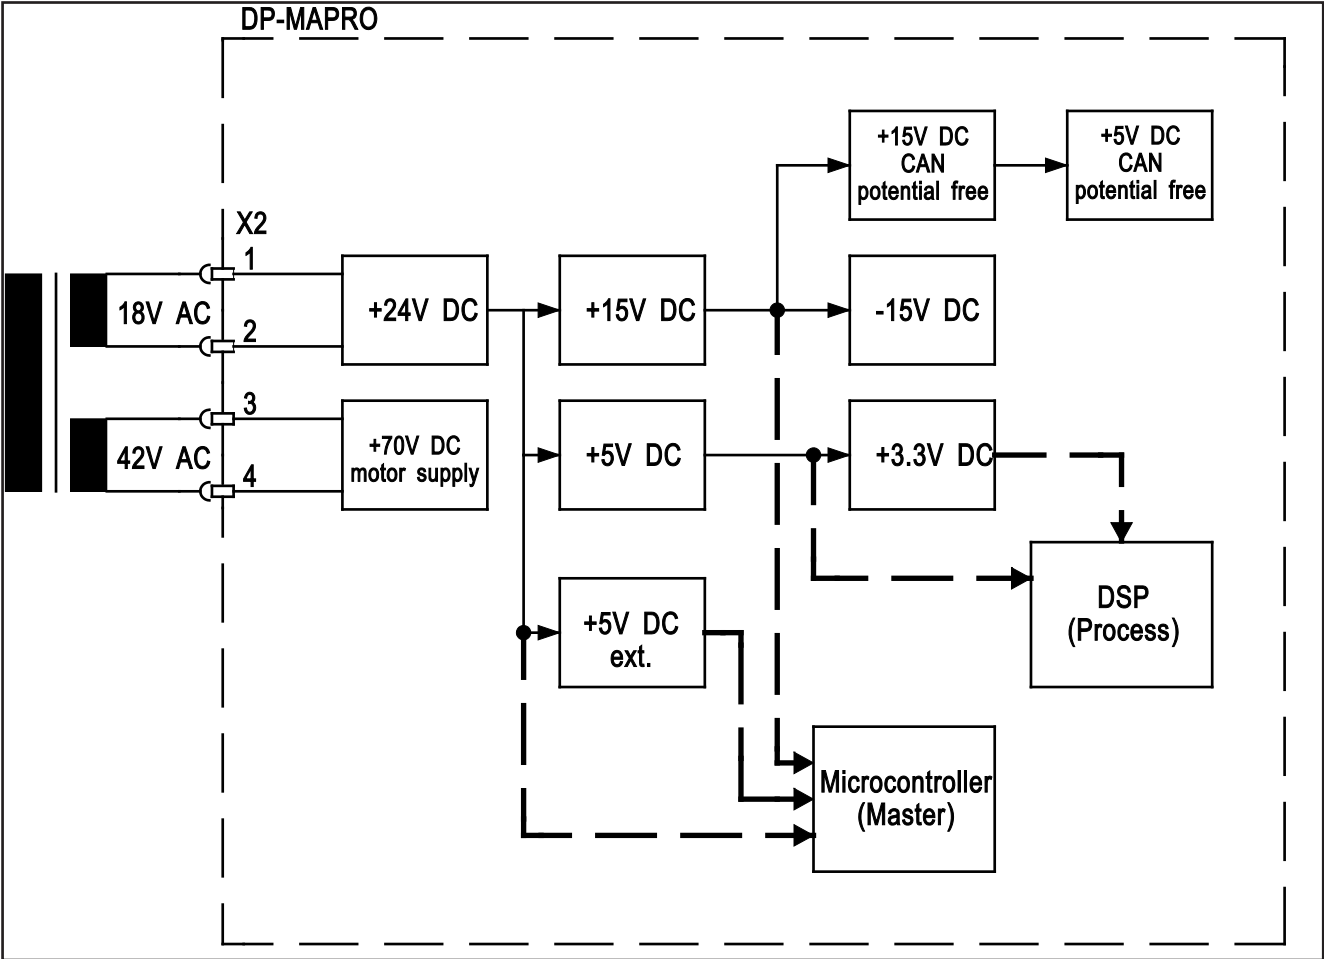 DP-MAPRO
+15V DC
CAN
potential free
+5V DC
CAN
potential free
X2
1
18V AC
2
+24V DC
+15V DC
-15V DC
3
42V AC
4
+70V DC
motor supply
+5V DC
+3.3V DC
+5V DC
ext.
DSP
(Process)
Microcontroller
(Master)